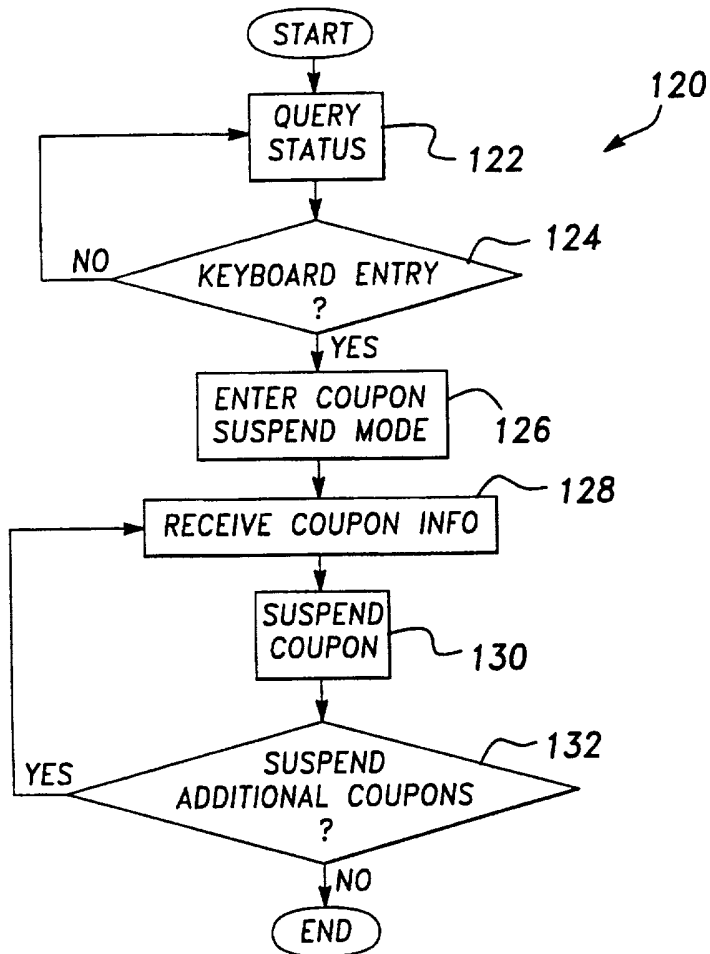 START
120
QUERY
STATUS
122
124
NO
KEYBOARD ENTRY
?
YES
ENTER COUPON
SUSPEND MODE
126
128
RECEIVE COUPON INFO
SUSPEND
COUPON
130
132
YES
SUSPEND
ADDITIONAL COUPONS
?
NO
END